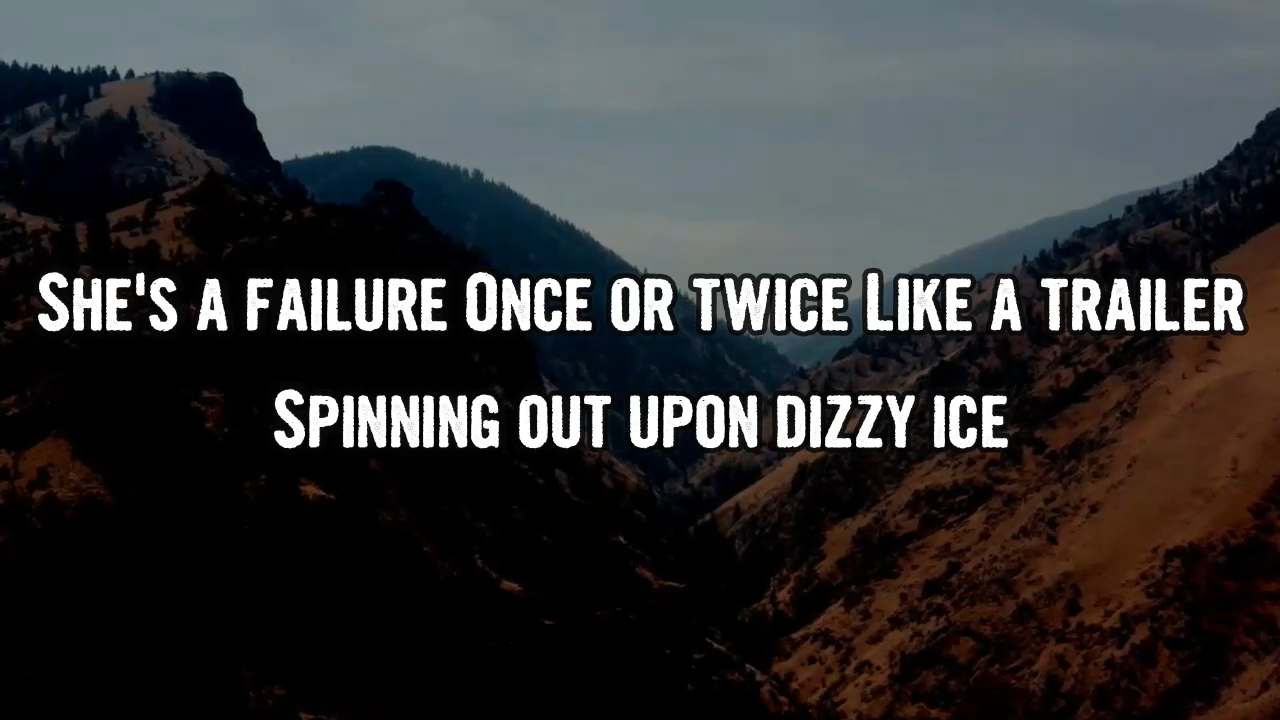 She's a failure Once or twice Like a trailer
Spinning out upon dizzy ice